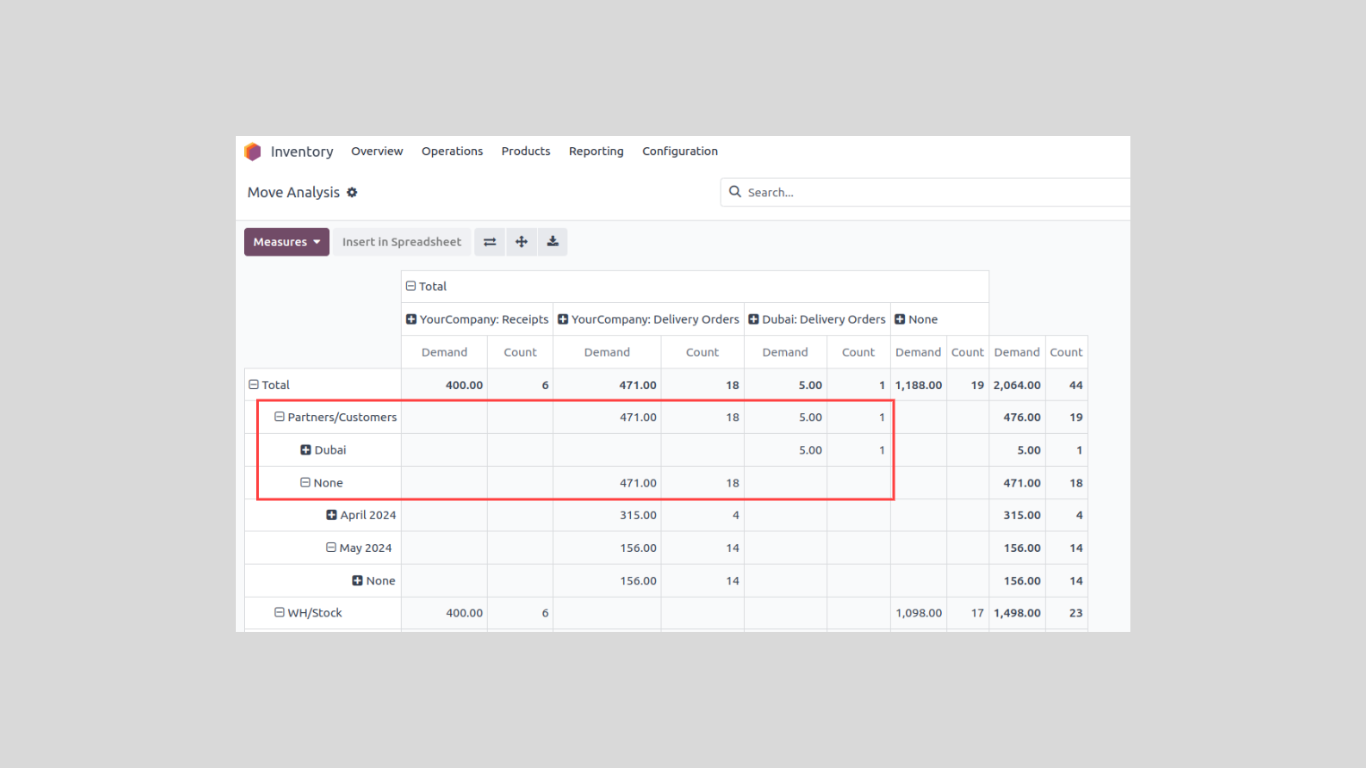 Inventory Overview Operations Products Reporting Configuration
Move Analysis Search...
Measures Insert in Spreadsheet
Total
YourCompany: Receipts YourCompany: Delivery Orders Dubai: Delivery Orders None
Demand Count Demand Count Demand Count Demand Count Demand Count
Total 400.00 6 471.00 18 5.00 1 1,188.00 19 2,064.00 44
Partners/Customers 471.00 18 5.00 1 476.00 19
Dubai 5.00 1 5.00 1
None 471.00 18 471.00 18
April 2024 315.00 4 315.00 4
May 2024 156.00 14 156.00 14
None 156.00 14 156.00 14
WH/Stock 400.00 6 1,098.00 17 1,498.00 23